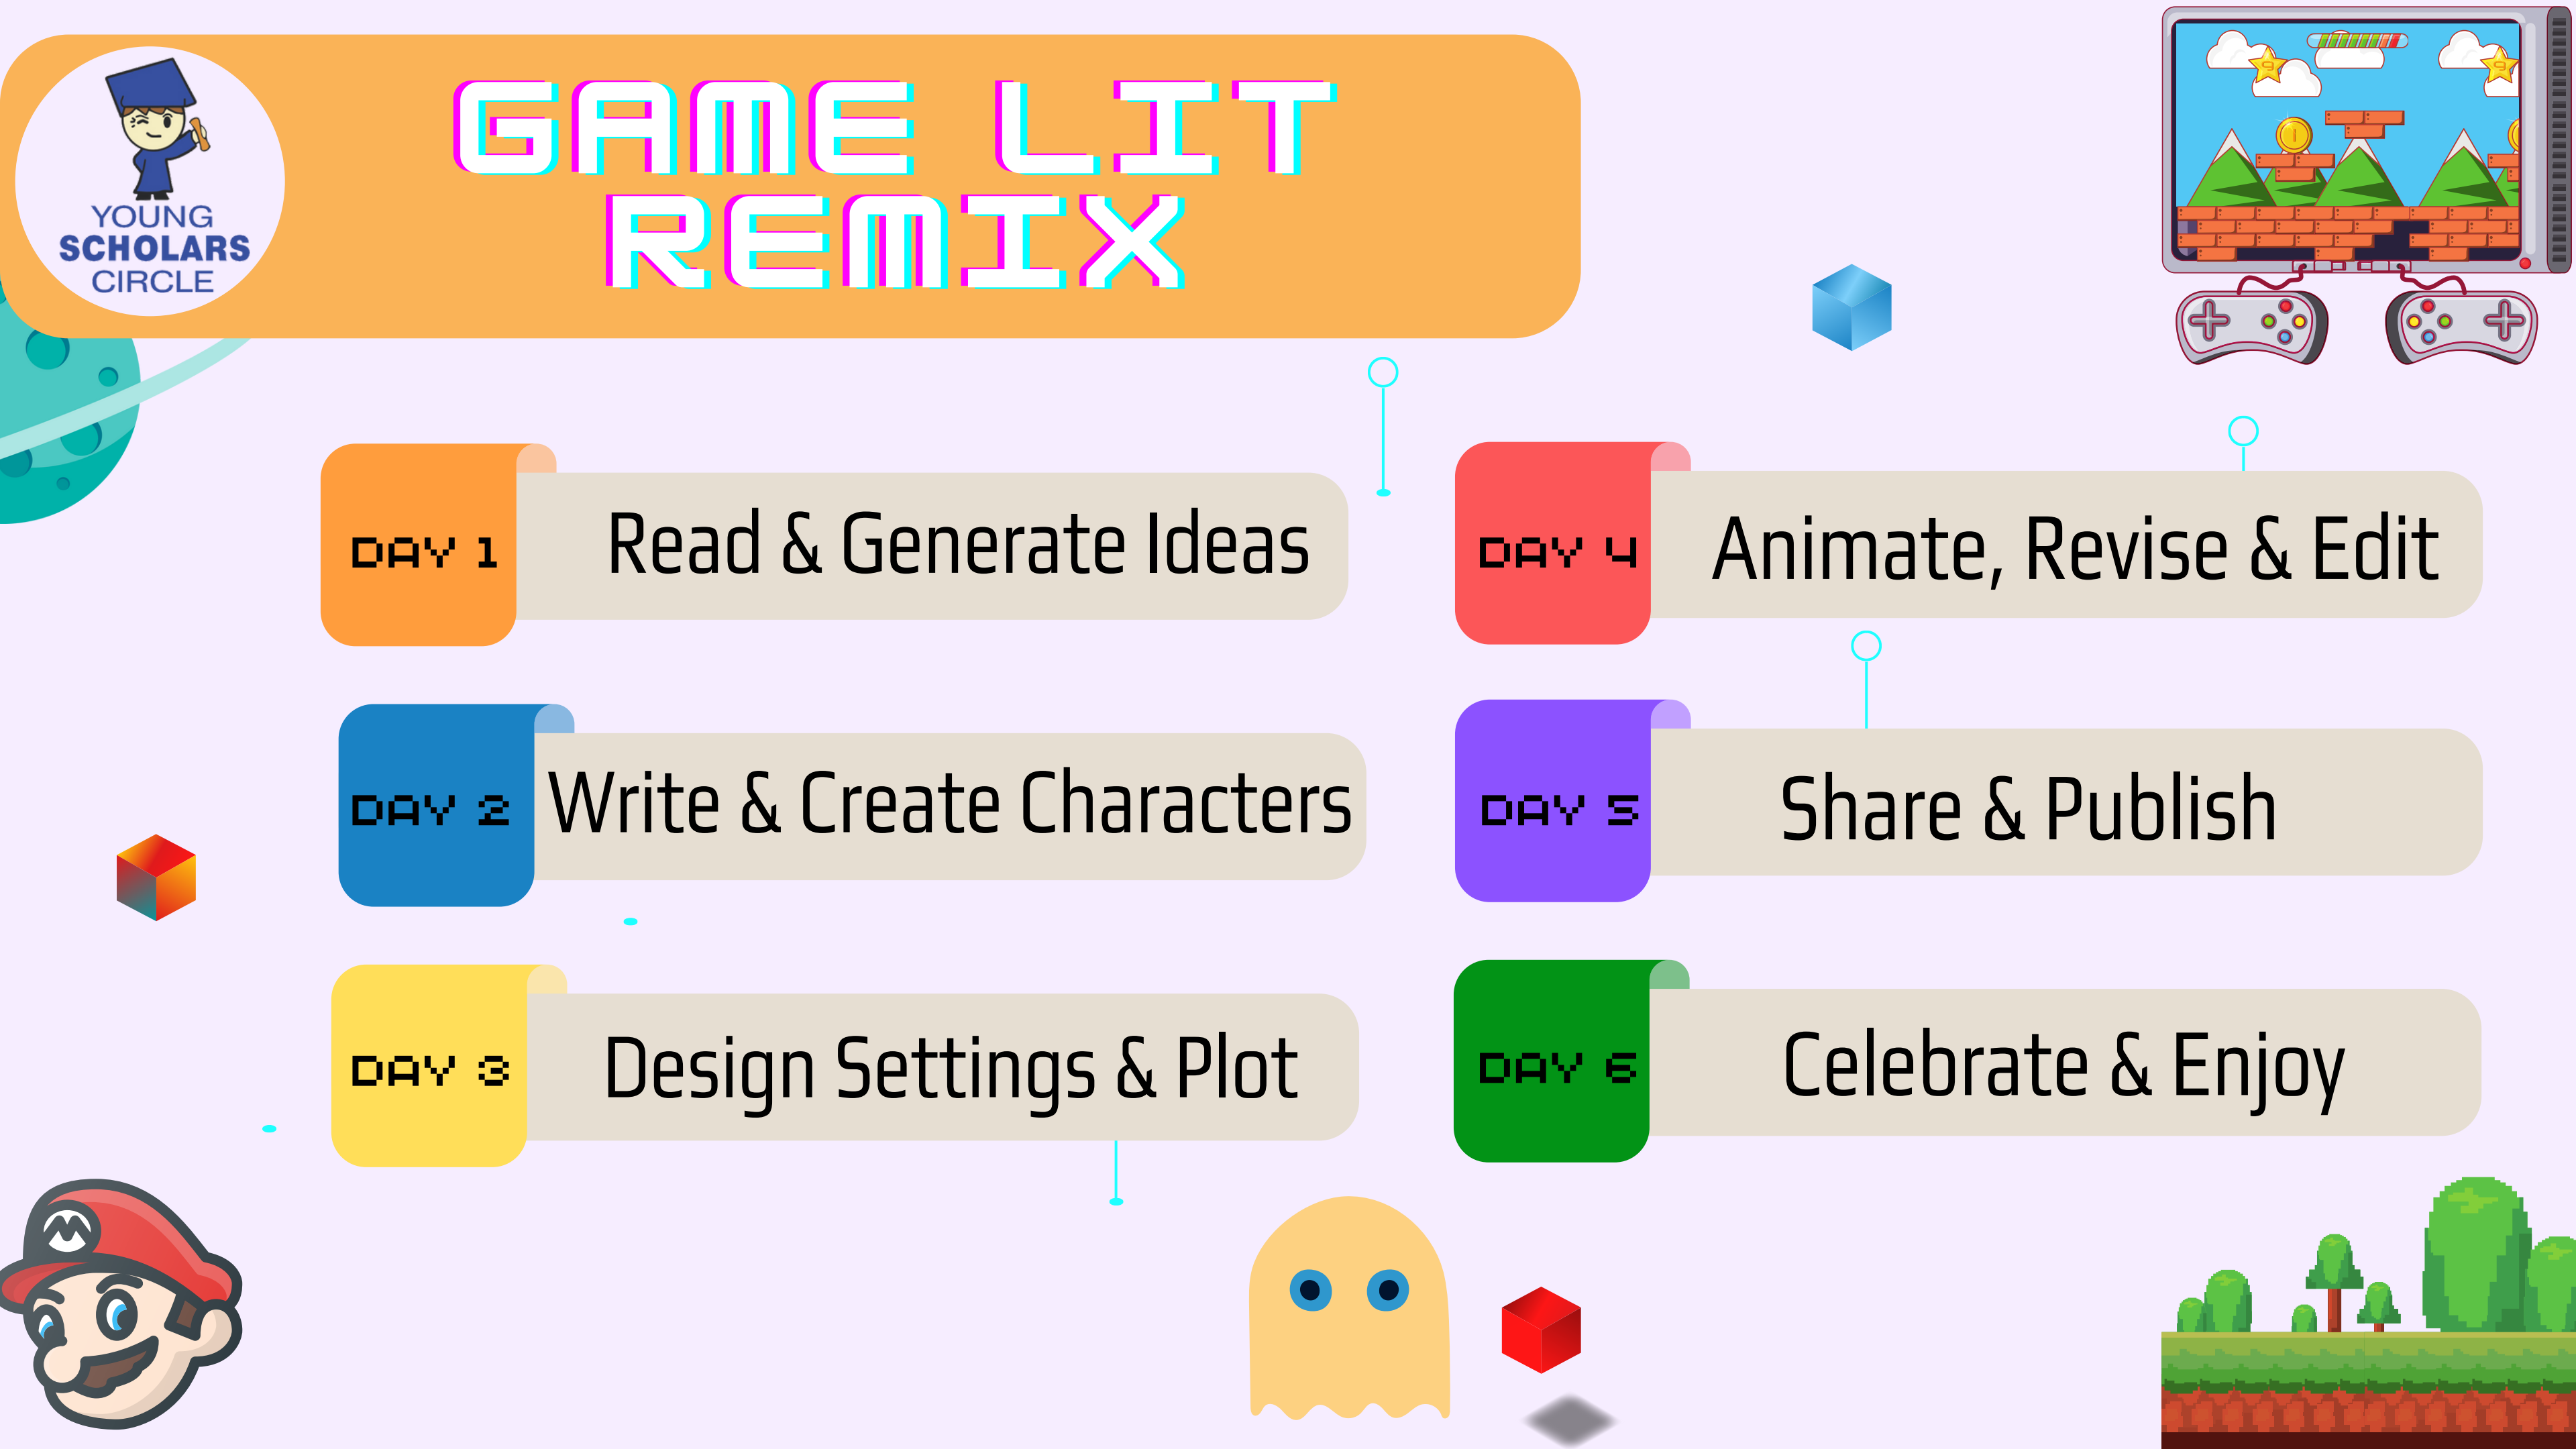 YOUNG
SCHOLARS
CIRCLE
GAME LIT
REMIX
DAY 1
Read & Generate Ideas
DAY 2
Write & Create Characters
DAY 3
Design Settings & Plot
DAY 4
Animate, Revise & Edit
DAY 5
Share & Publish
DAY 6
Celebrate & Enjoy
M